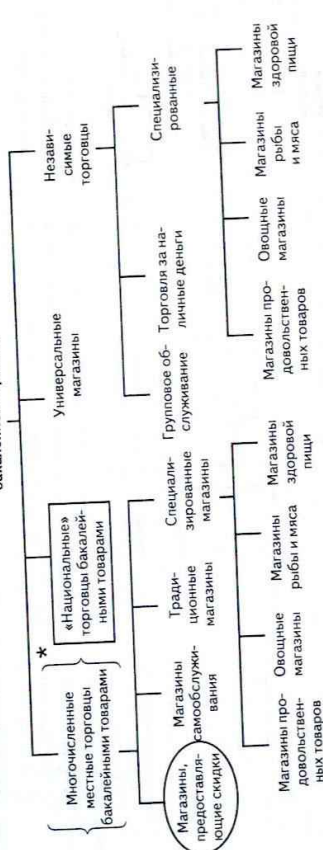 Многочисленные
местные торговцы
бакалейными товарами
*
«Национальные»
торговцы бакалей-
ными товарами
Универсальные
магазины
Незави-
симые
торговцы
Магазины,
предоставля-
ющие скидки
Магазины
самообслужи-
вания
Тради-
ционные
магазины
Специали-
зированные
магазины
Групповое об-
служивание
Торговля за на-
личные деньги
Специализи-
рованные
Магазины про-
довольствен-
ных товаров
Овощные
магазины
Магазины
рыбы и мяса
Магазины
здоровой
пищи
Магазины про-
довольствен-
ных товаров
Овощные
магазины
Магазины
рыбы
и мяса
Магазины
здоровой
пищи